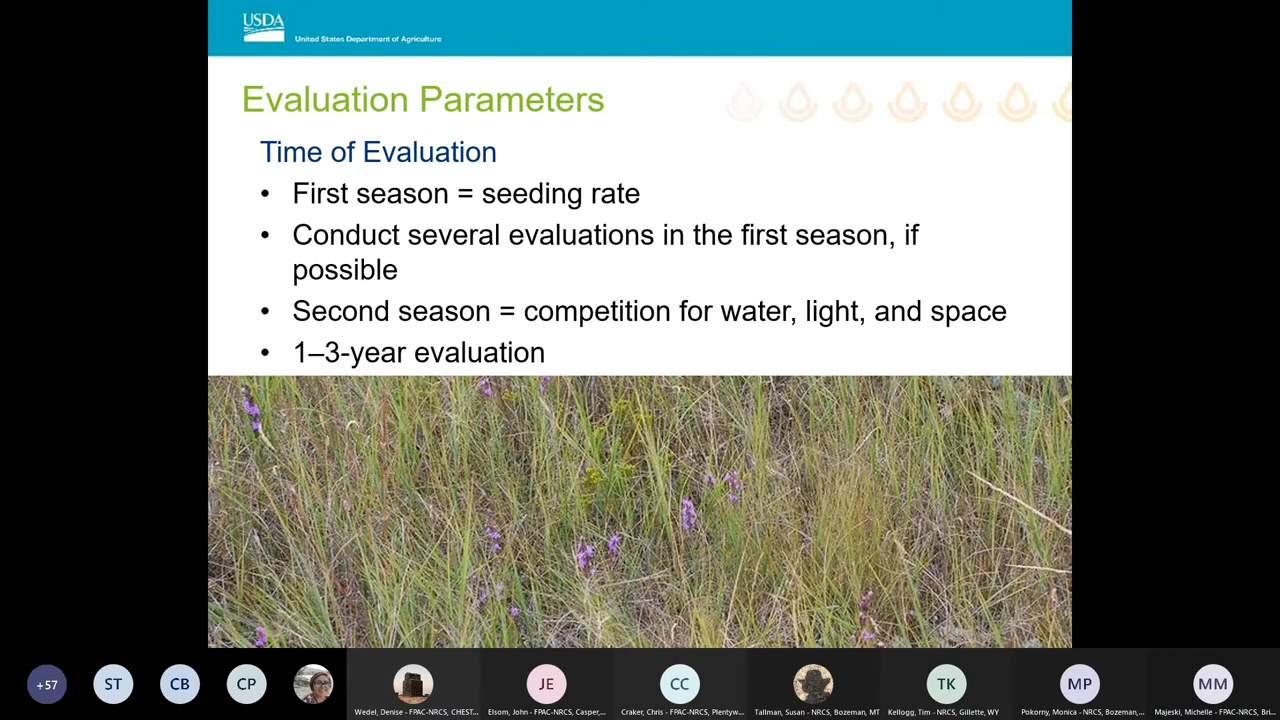 USDA
United States Department of Agriculture
Evaluation Parameters
Time of Evaluation
• First season = seeding rate
• Conduct several evaluations in the first season, if
possible
• Second season = competition for water, light, and space
• 1–3-year evaluation
+57
ST
CB
CP
JE
CC
TK
MP
MM
Wedel, Denise - FPAC-NRCS, CHEST...
Elsom, John - FPAC-NRCS, Casper,...
Craker, Chris - FPAC-NRCS, Plentyw...
Tallman, Susan - NRCS, Bozeman, MT
Kellogg, Tim - NRCS, Gillette, WY
Pokorny, Monica - NRCS, Bozeman,...
Majeski, Michelle - FPAC-NRCS, Bri...